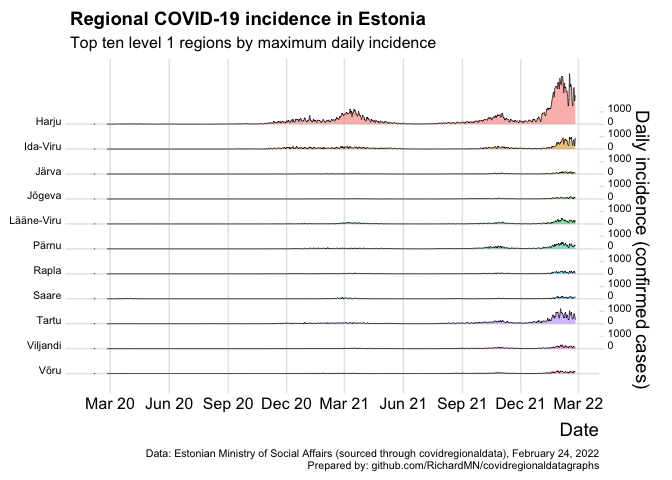 Regional COVID-19 incidence in Estonia
Top ten level 1 regions by maximum daily incidence
Harju
1000
0
Ida-Viru
1000
0
Järva
1000
0
Jõgeva
1000
0
Lääne-Viru
1000
0
Pärnu
1000
0
Rapla
1000
0
Saare
1000
0
Tartu
1000
0
Viljandi
1000
0
Võru
Daily incidence (confirmed cases)
Mar 20 Jun 20 Sep 20 Dec 20 Mar 21 Jun 21 Sep 21 Dec 21 Mar 22
Date
Data: Estonian Ministry of Social Affairs (sourced through covidregionaldata), February 24, 2022
Prepared by: github.com/RichardMN/covidregionaldatagraphs